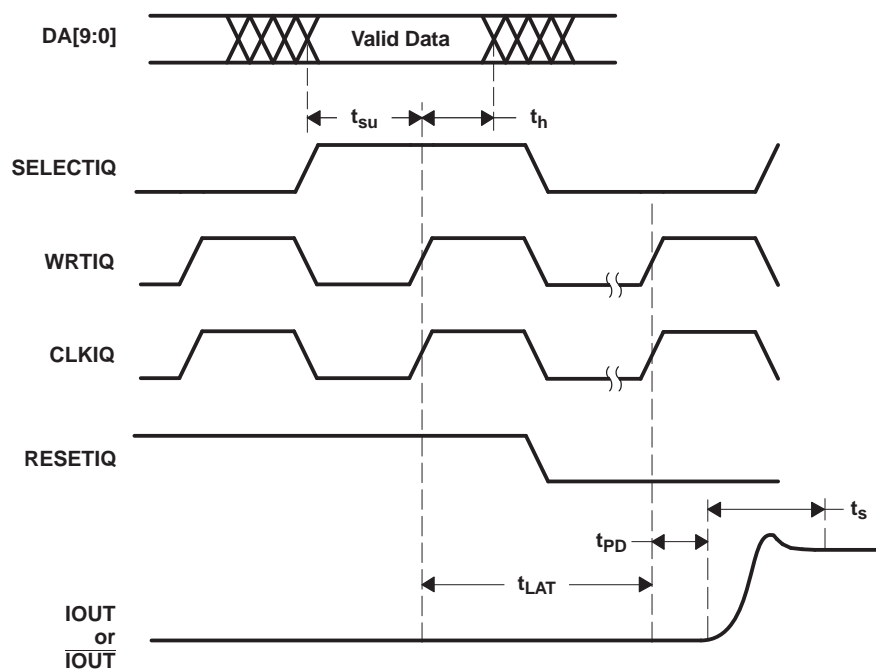 DA[9:0]
Valid Data
tsu
th
SELECTIQ
WRTIQ
CLKIQ
RESETIQ
ts
tPD
tLAT
IOUT
or
IOUT